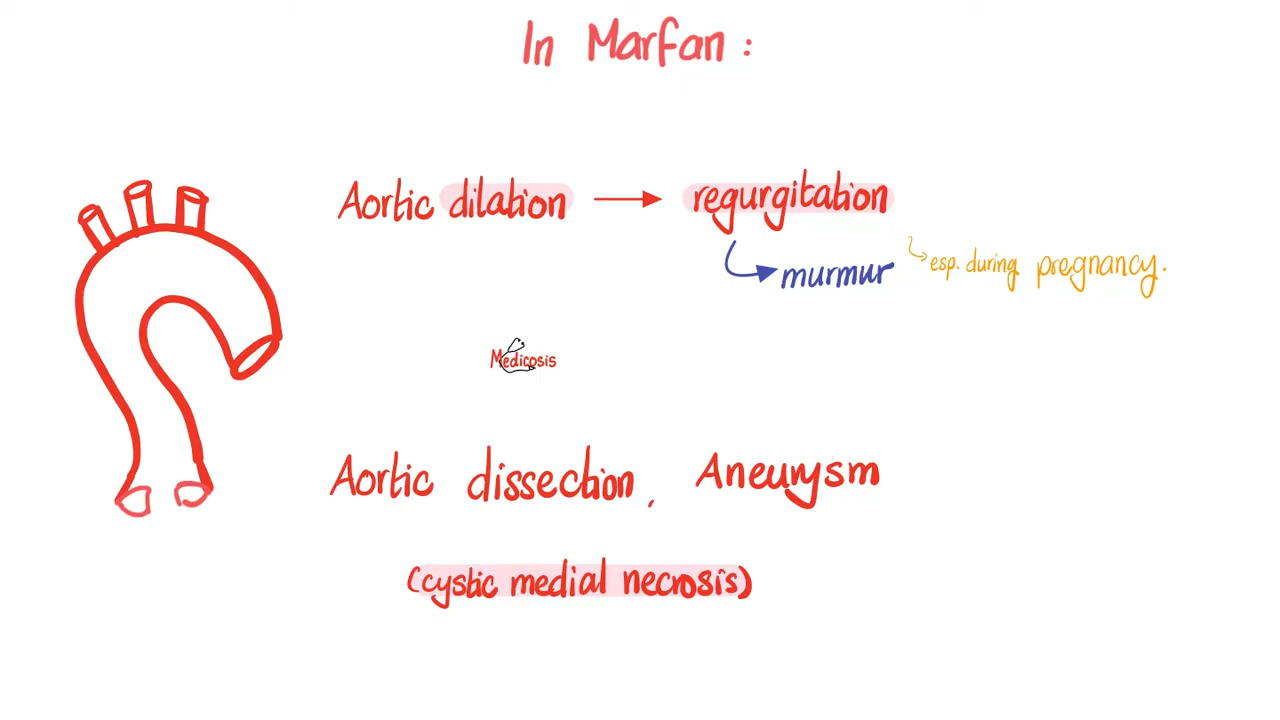 In Marfan :
Aortic dilation → regurgitation
murmur
esp. during pregnancy.
Medicosis
Aortic dissection, Aneurysm
(cystic medial necrosis)